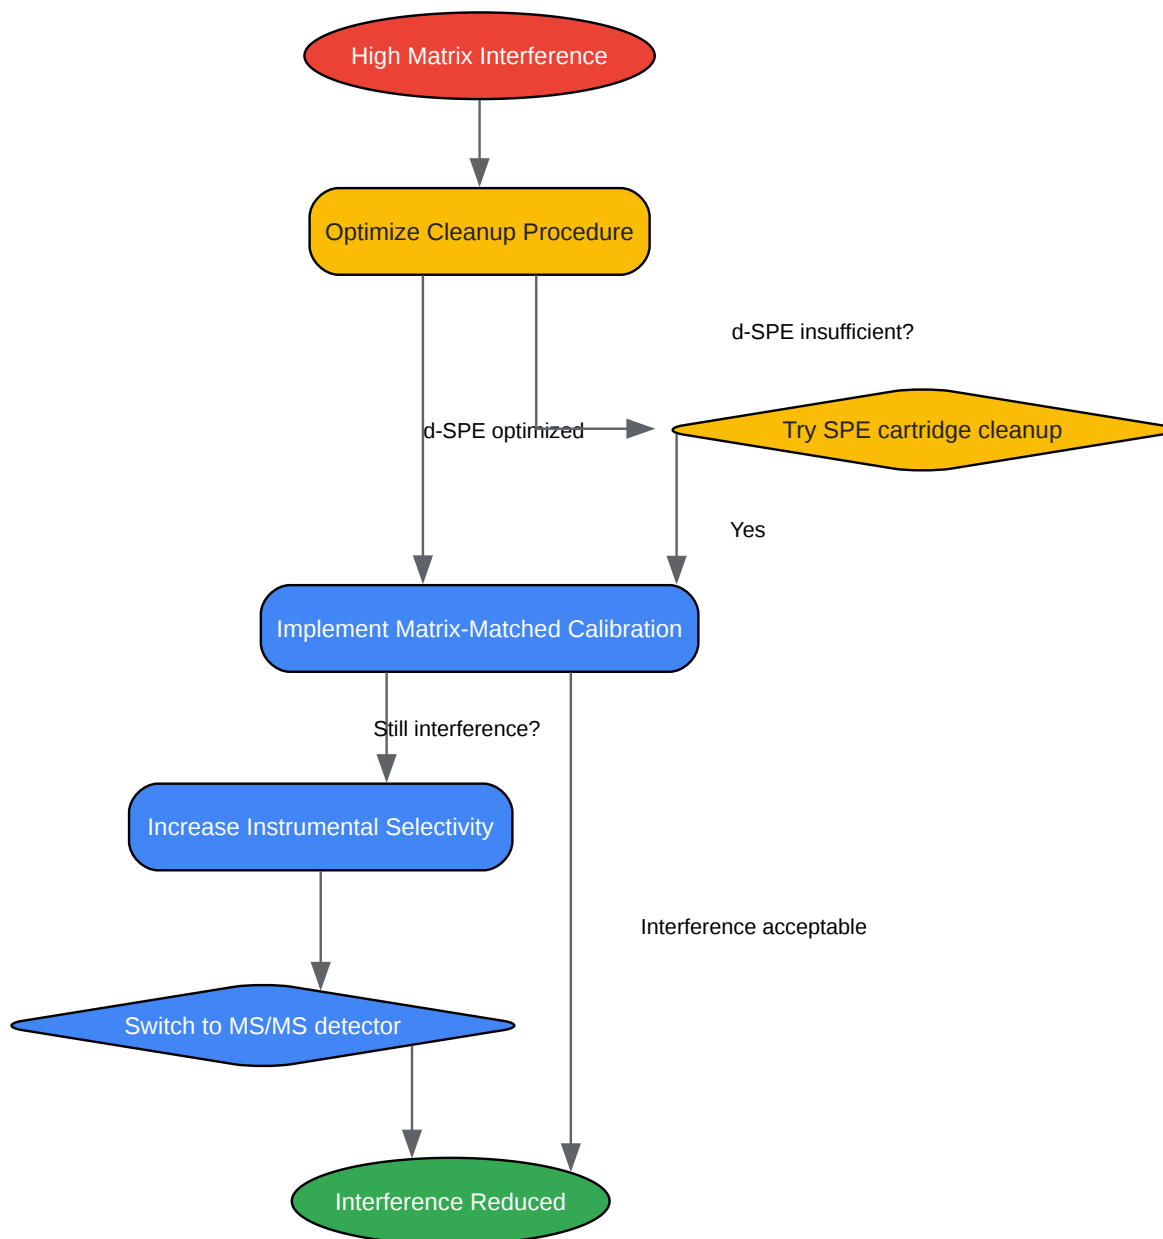 High Matrix Interference
Optimize Cleanup Procedure
d-SPE insufficient?
d-SPE optimized
Try SPE cartridge cleanup
Yes
Implement Matrix-Matched Calibration
Still interference?
Increase Instrumental Selectivity
Interference acceptable
Switch to MS/MS detector
Interference Reduced